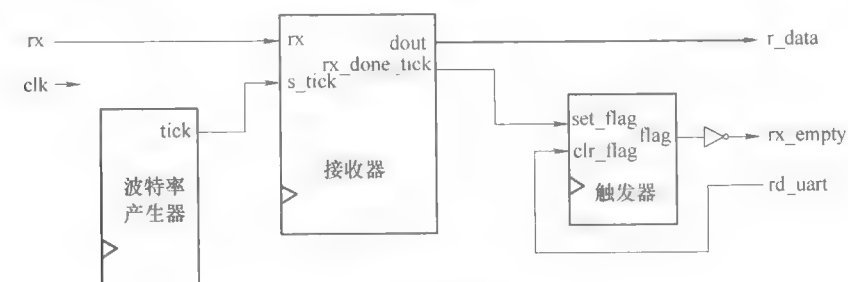 rx
rx
dout
r_data
rx_done_tick
clk
s_tick
tick
set_flag
flag
rx_empty
clr_flag
接收器
波特率
产生器
触发器
rd_uart